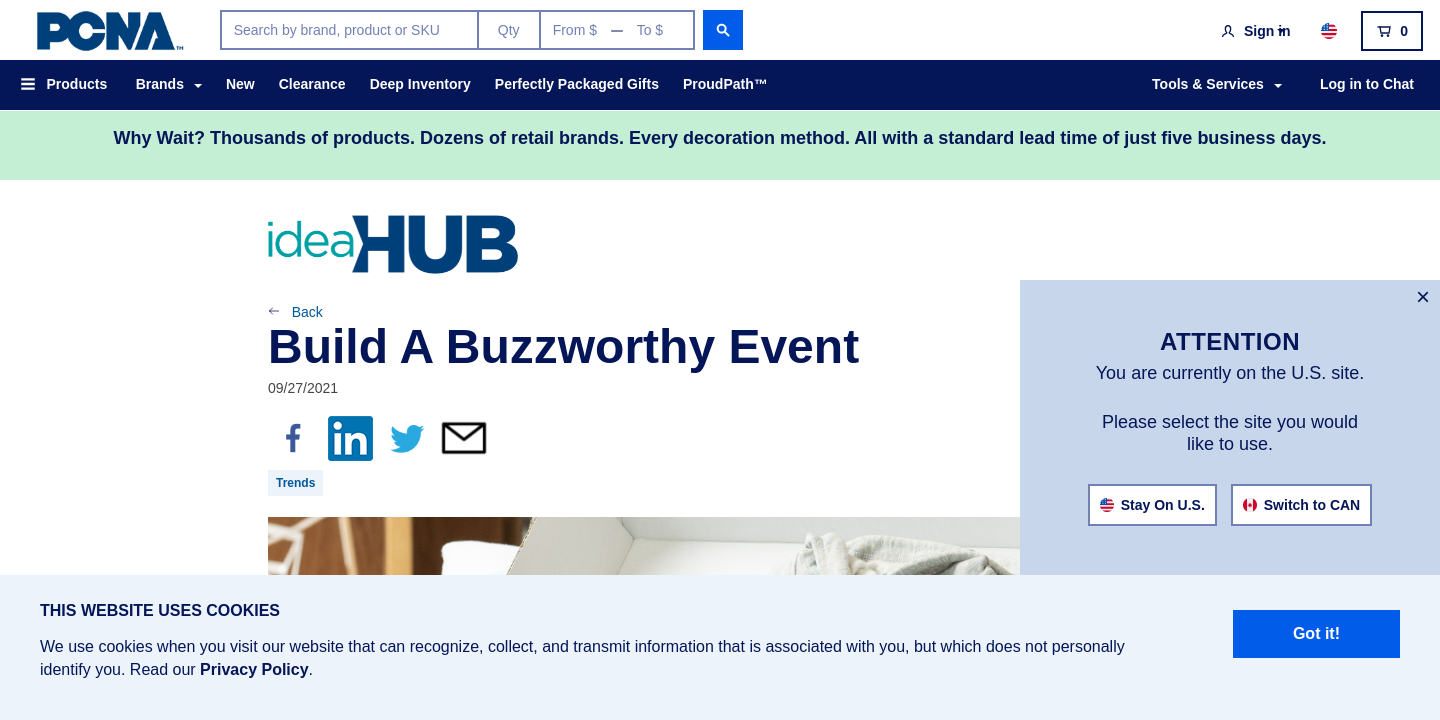 PCNA™
Search by brand, product or SKU
Qty
From $ — To $
Sign in
0
Products
Brands
New
Clearance
Deep Inventory
Perfectly Packaged Gifts
ProudPath™
Tools & Services
Log in to Chat
Why Wait? Thousands of products. Dozens of retail brands. Every decoration method. All with a standard lead time of just five business days.
ideaHUB
Back
Build A Buzzworthy Event
09/27/2021
Trends
ATTENTION
You are currently on the U.S. site.
Please select the site you would
like to use.
Stay On U.S.
Switch to CAN
THIS WEBSITE USES COOKIES
We use cookies when you visit our website that can recognize, collect, and transmit information that is associated with you, but which does not personally
identify you. Read our Privacy Policy.
Got it!